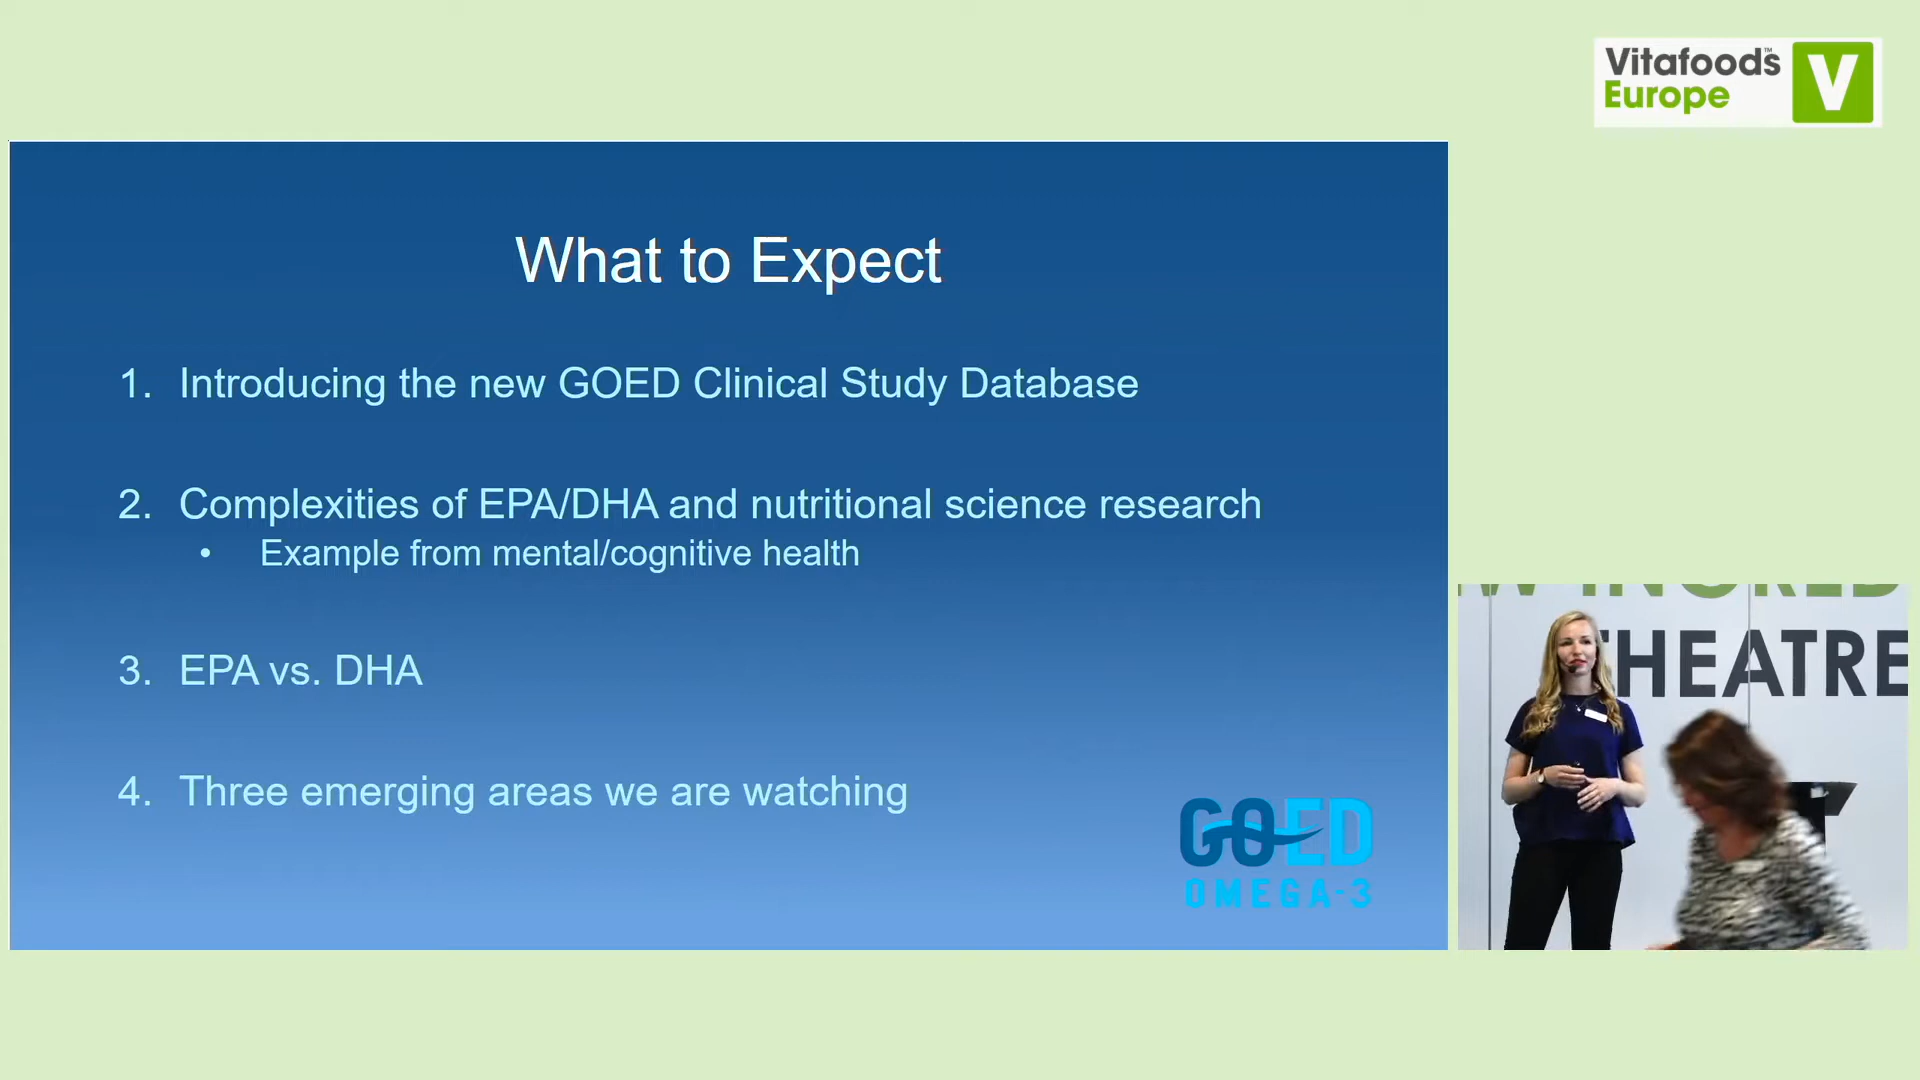 Vitafoods™
Europe
V
What to Expect
1. Introducing the new GOED Clinical Study Database
2. Complexities of EPA/DHA and nutritional science research
• Example from mental/cognitive health
3. EPA vs. DHA
4. Three emerging areas we are watching
GOED
OMEGA-3
THEATRE